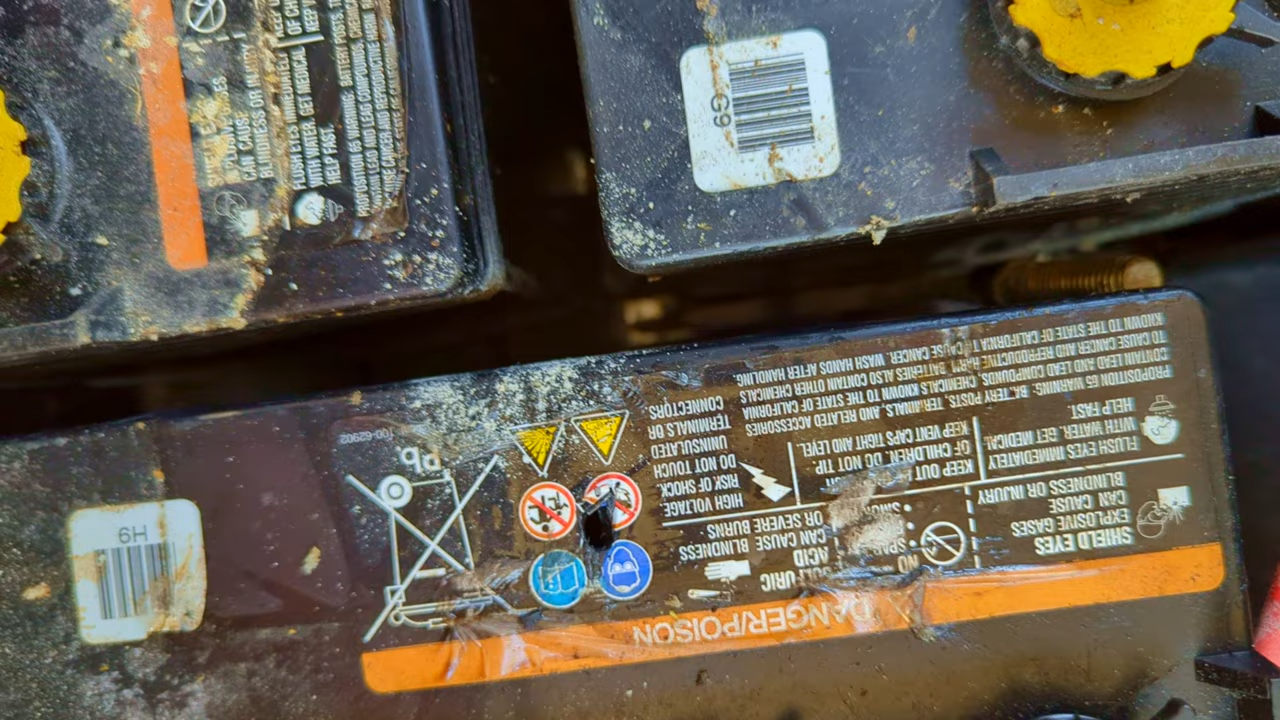 G9
CAN CAUSE
BLINDNESS OR INJURY
FLUSH EYES IMMEDIATELY
WITH WATER, GET MEDICAL
HELP FAST.
H9
DANGER/POISON
SHIELD EYES
EXPLOSIVE GASES
CAN CAUSE
BLINDNESS OR INJURY
NO
ACID
CAN CAUSE BLINDNESS
OR SEVERE BURNS
FLUSH EYES IMMEDIATELY
WITH WATER, GET MEDICAL
HELP FAST.
KEEP OUT
OF CHILDREN. DO NOT TIP
KEEP VENT CAPS TIGHT AND LEVEL
HIGH VOLTAGE
RISK OF SHOCK.
DO NOT TOUCH
UNINSULATED
TERMINALS OR
CONNECTORS
PROPOSITION 65 WARNING: BATTERY POSTS, TERMINALS, AND RELATED ACCESSORIES
CONTAIN LEAD AND LEAD COMPOUNDS, CHEMICALS KNOWN TO THE STATE OF CALIFORNIA
TO CAUSE CANCER AND REPRODUCTIVE HARM. BATTERIES ALSO CONTAIN OTHER CHEMICALS
KNOWN TO THE STATE OF CALIFORNIA CAUSE CANCER. WASH HANDS AFTER HANDLING
Pb